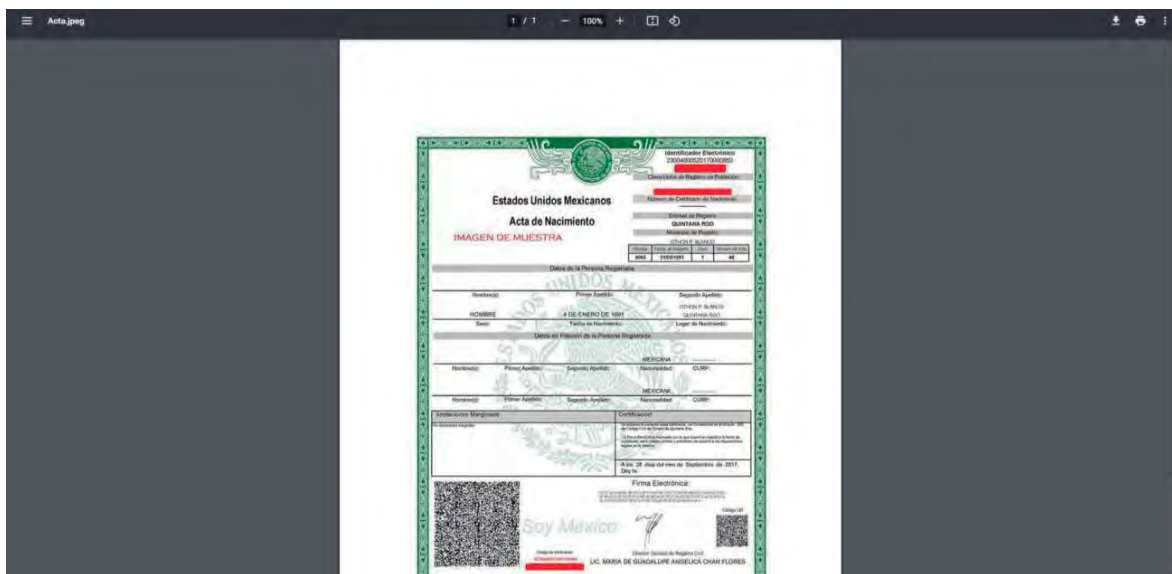 Acta.jpeg
1 / 1
100%
Identificador Electrónico
Clave Única de Registro de Población
Número de Certificado de Nacimiento
Estados Unidos Mexicanos
Entidad de Registro
QUINTANA ROO
Acta de Nacimiento
Municipio de Registro
IMAGEN DE MUESTRA
OTHON P. BLANCO
Datos de la Persona Registrada
Nombre(s): Primer Apellido: Segundo Apellido:
OTHON P. BLANCO
HOMBRE 4 DE ENERO DE 1991 QUINTANA ROO
Sexo: Fecha de Nacimiento: Lugar de Nacimiento:
Datos de Filiación de la Persona Registrada
MEXICANA
Nombre(s): Primer Apellido: Segundo Apellido: Nacionalidad: CURP:
MEXICANA
Nombre(s): Primer Apellido: Segundo Apellido: Nacionalidad: CURP:
Anotaciones Marginales: Certificación:
A los 28 días del mes de Septiembre de 2017.
Doy fe.
Firma Electrónica:
Código QR
Soy México
Director General de Registro Civil
LIC. MARIA DE GUADALUPE ANGELICA CHAN FLORES